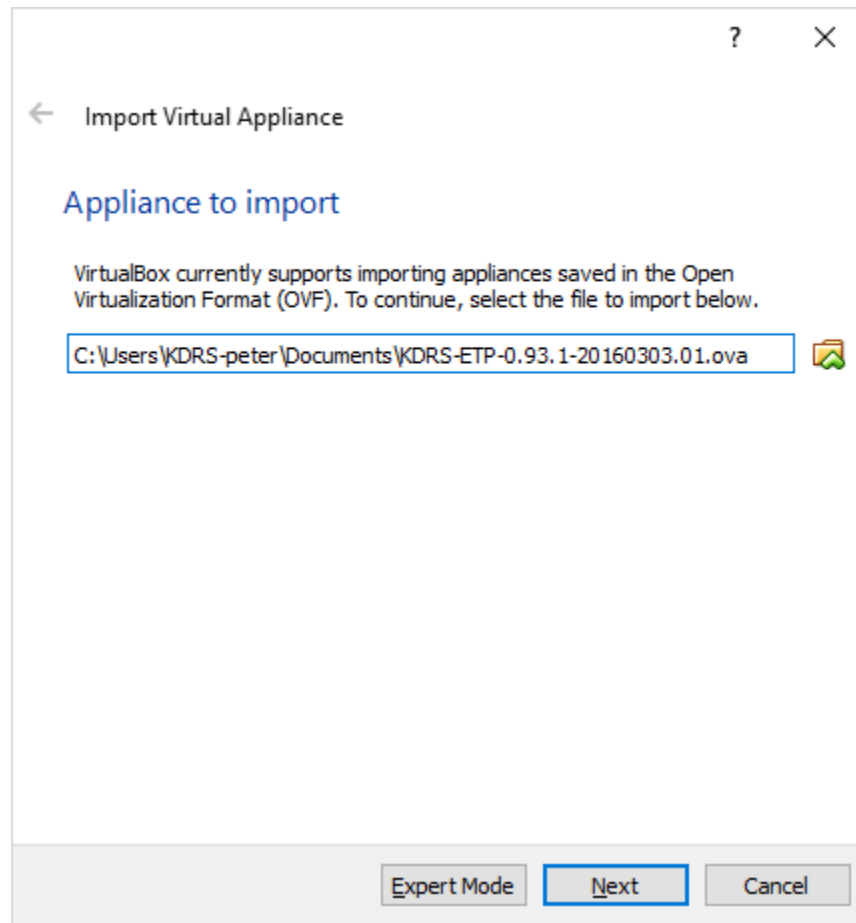 ?
Import Virtual Appliance
Appliance to import
VirtualBox currently supports importing appliances saved in the Open
Virtualization Format (OVF). To continue, select the file to import below.
C:\Users\KDRS-peter\Documents\KDRS-ETP-0.93.1-20160303.01.ova
Expert Mode Next Cancel